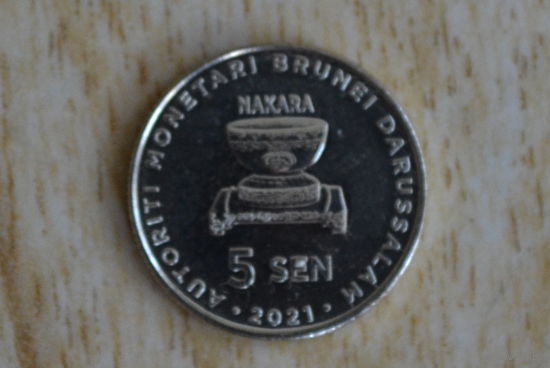 AUTORITI MONETARI BRUNEI DARUSSALAM
NAKARA
5 SEN
· 2021 ·